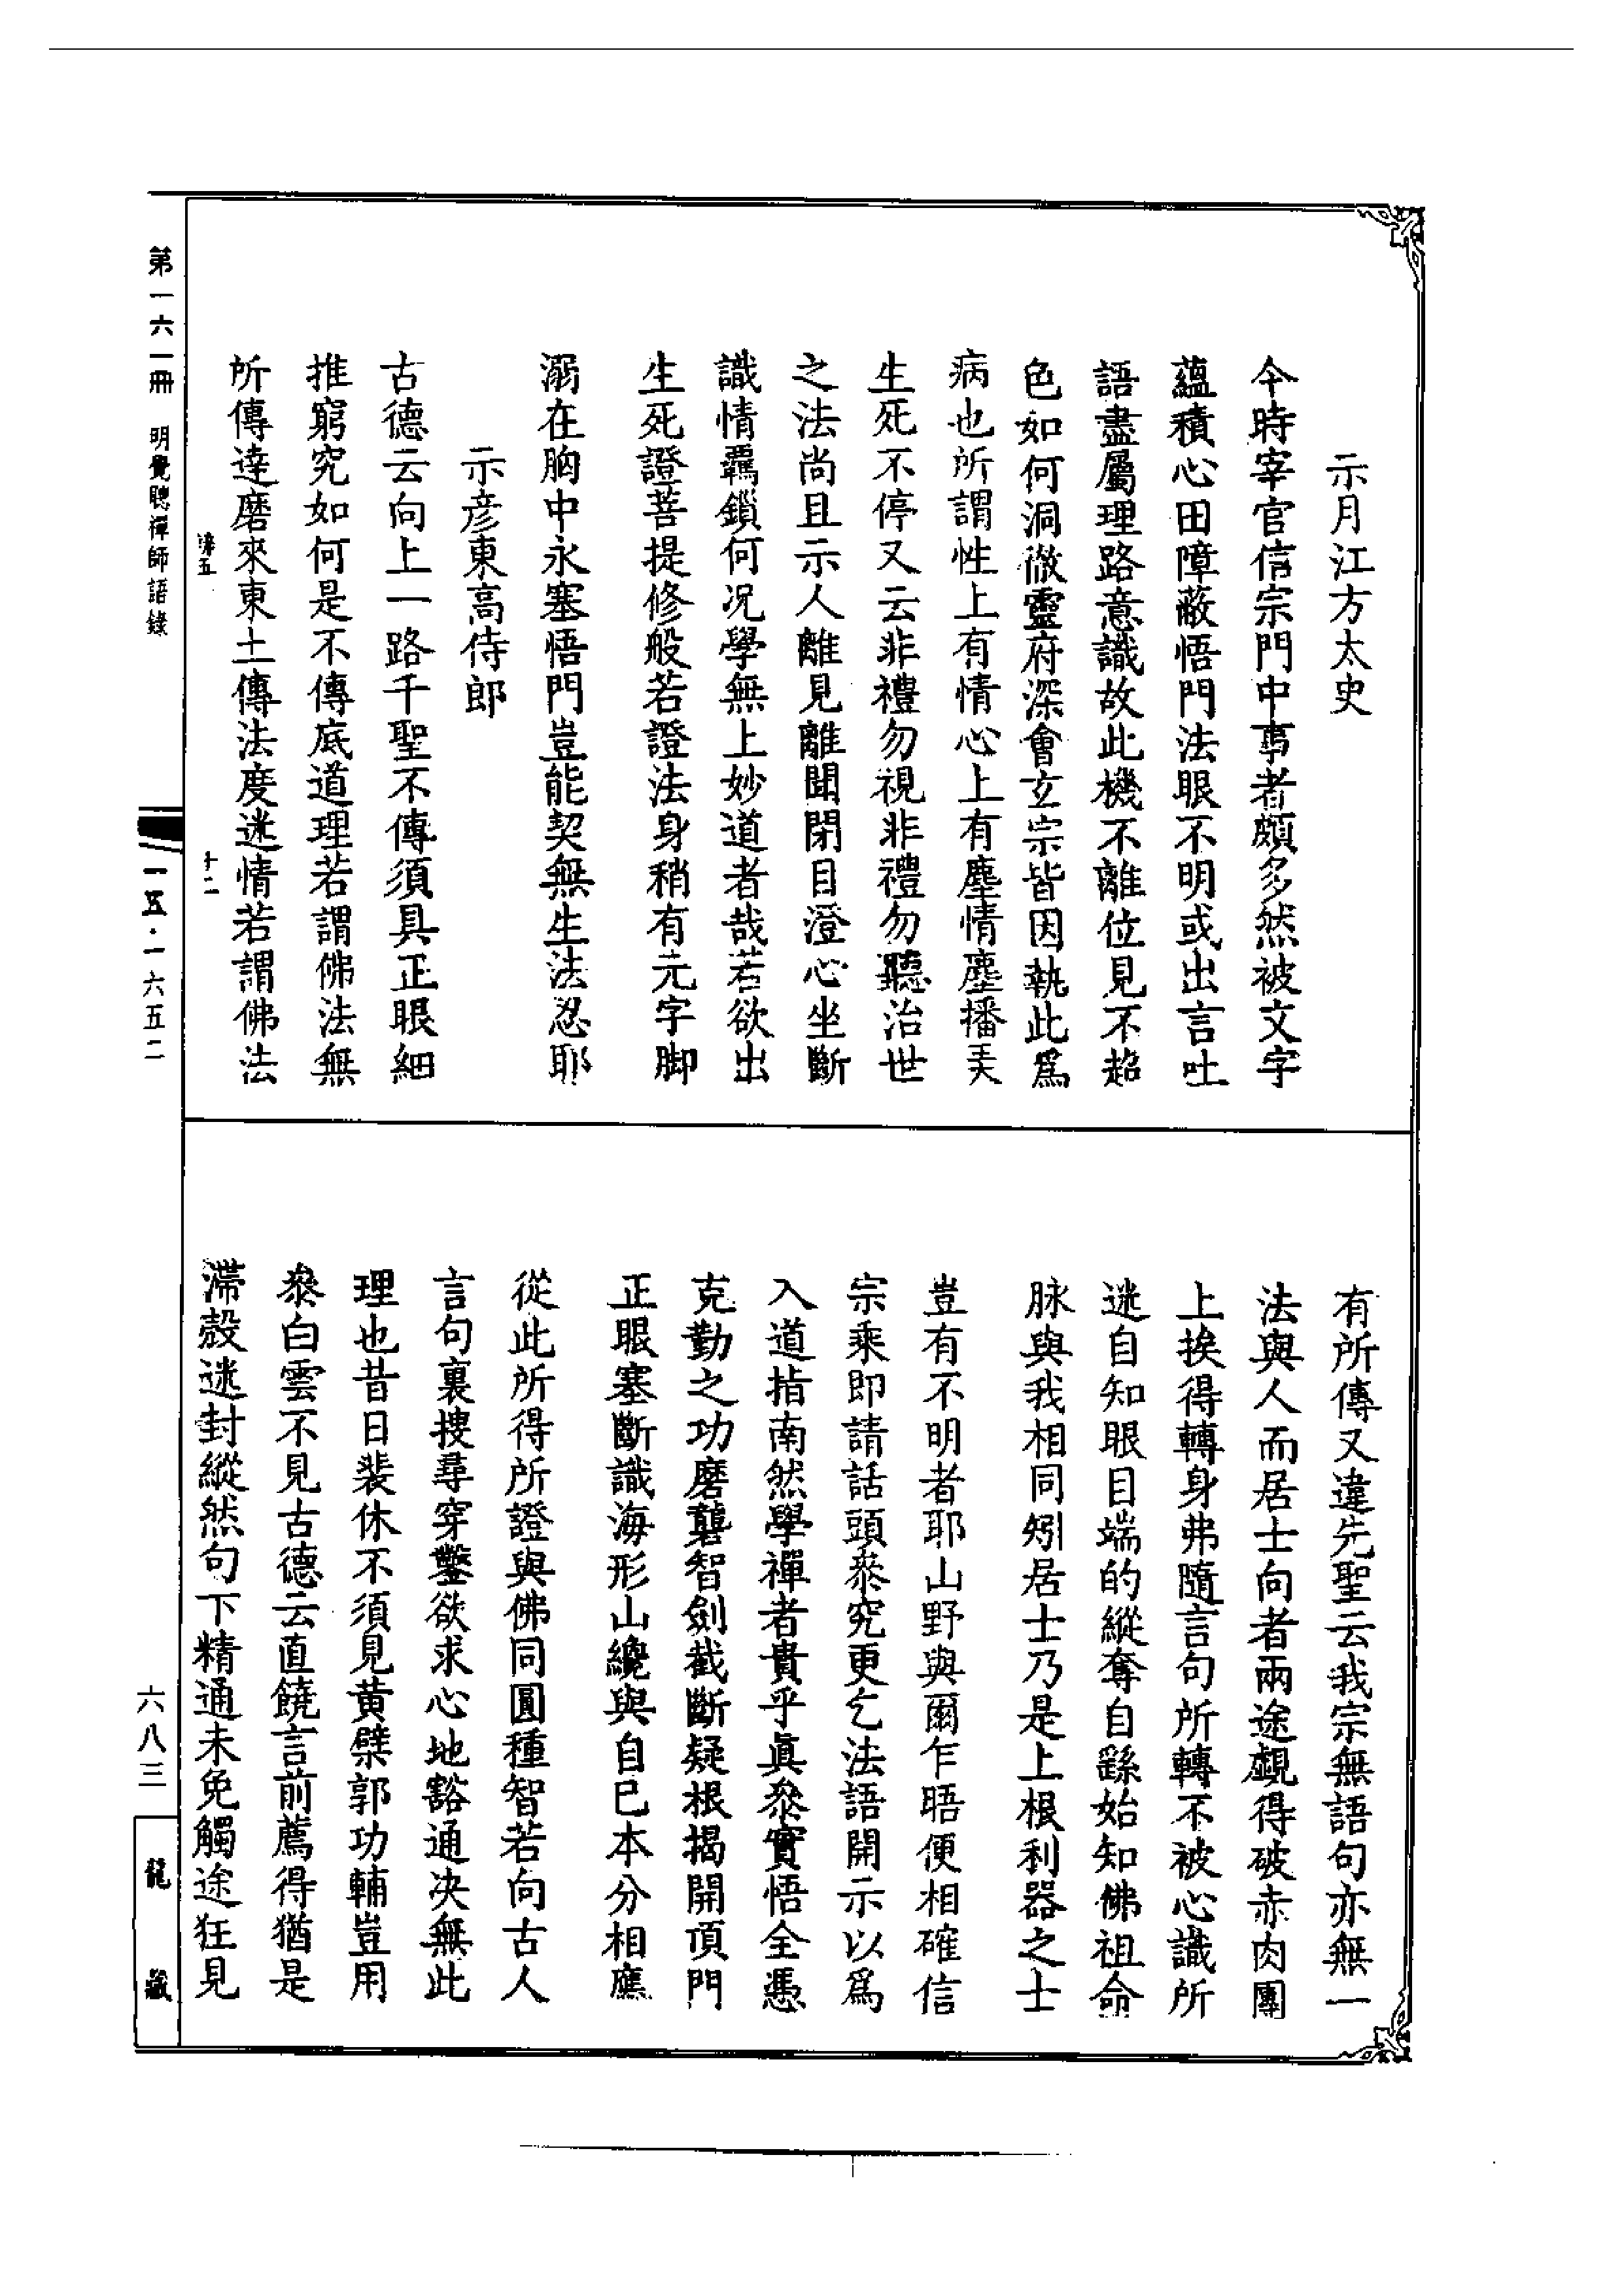 示月江方太史
今時宰官信宗門中事者頗多然被文字
蘊積心田障蔽悟門法眼不明或出言吐
語盡屬理路意識故此機不離位見不超
色如何洞徹靈府深會玄宗皆因執此爲
病也所謂性上有情心上有塵情塵播弄
生死不停又云非禮勿視非禮勿聽治世
之法尚且示人離見離聞閉目澄心坐斷
識情羈鎖何況學無上妙道者哉若欲出
生死證菩提修般若證法身稍有元字脚
溺在胸中永塞悟門豈能契無生法忍耶
示彦東高侍郎
古德云向上一路千聖不傳須具正眼細
推窮究如何是不傳底道理若謂佛法無
所傳達磨來東土傳法度迷情若謂佛法
有所傳又違先聖云我宗無語句亦無一
法與人而居士向者兩途覷得破赤肉團
上挨得轉身弗隨言句所轉不被心識所
迷自知眼目端的縱奪自繇始知佛祖命
脉與我相同矧居士乃是上根利器之士
豈有不明者耶山野與爾乍晤便相確信
宗乘即請話頭叅究更乞法語開示以爲
入道指南然學禪者貴乎眞叅實悟全憑
克勤之功磨礱智劍截斷疑根揭開頂門
正眼塞斷識海形山纔與自巳本分相應
從此所得所證與佛同圓種智若向古人
言句裏搜尋穿鑿欲求心地豁通决無此
理也昔日裴休不須見黄檗郭功輔豈用
叅白雲不見古德云直饒言前薦得猶是
滯殼迷封縱然句下精通未免觸途狂見
第一六一冊 明覺聰禪師語錄
十二
一五·一六五二
六八三
龍藏